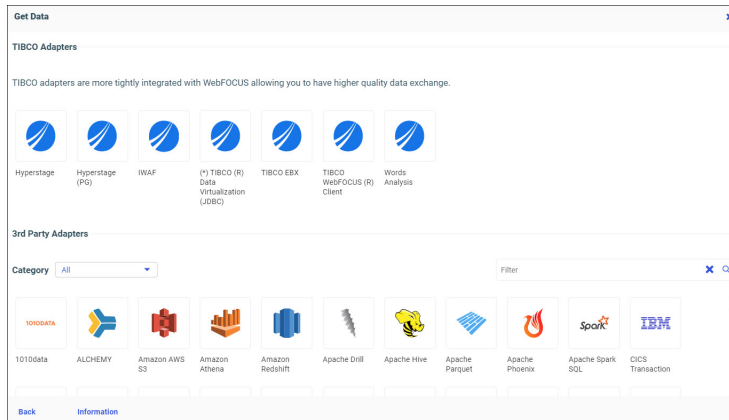 Get Data
TIBCO Adapters
TIBCO adapters are more tightly integrated with WebFOCUS allowing you to have higher quality data exchange.
Hyperstage
Hyperstage
(PG)
IWAF
(*) TIBCO (R)
Data
Virtualization
(JDBC)
TIBCO EBX
TIBCO
WebFOCUS (R)
Client
Words
Analysis
3rd Party Adapters
Category All
Filter
1010DATA
Spark
IBM
1010data
ALCHEMY
Amazon AWS
S3
Amazon
Athena
Amazon
Redshift
Apache Drill
Apache Hive
Apache
Parquet
Apache
Phoenix
Apache Spark
SQL
CICS
Transaction
Back
Information